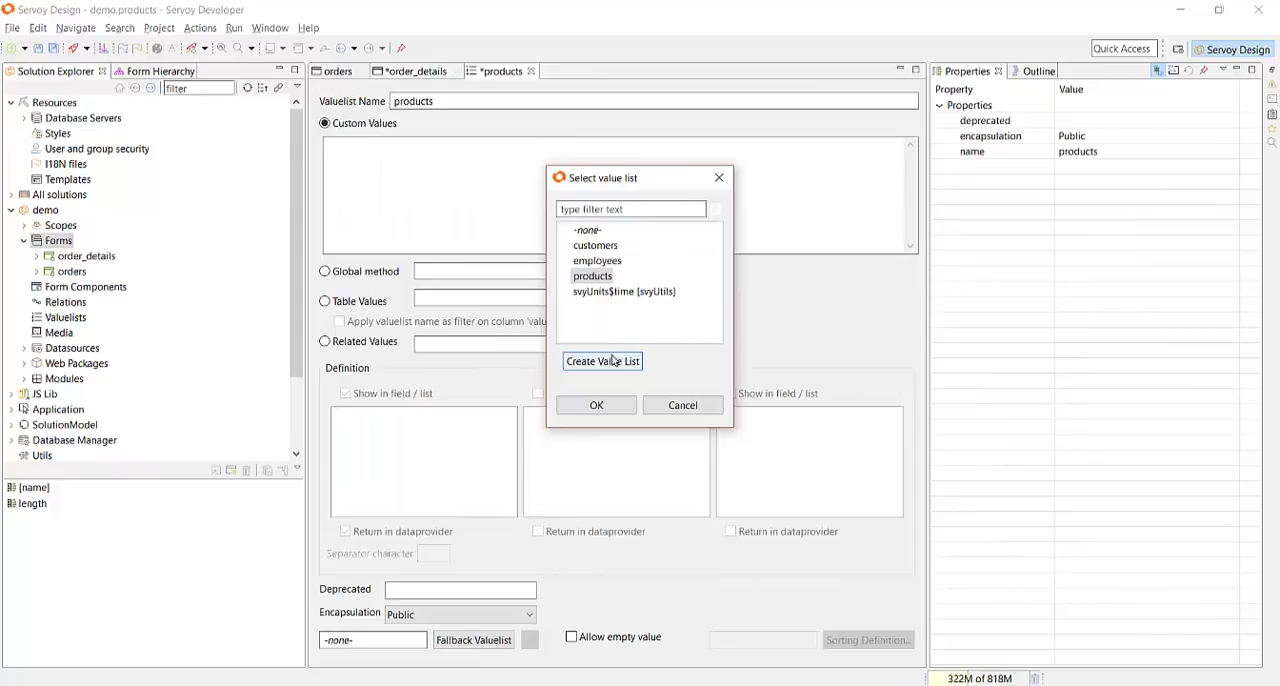 Servoy Design - demo.products - Servoy Developer
File Edit Navigate Search Project Actions Run Window Help
Quick Access
Servoy Design
Solution Explorer
Form Hierarchy
orders
*order_details
*products
Properties
Outline
filter
Resources
Database Servers
Styles
User and group security
I18N files
Templates
All solutions
demo
Scopes
Forms
order_details
orders
Form Components
Relations
Valuelists
Media
Datasources
Web Packages
Modules
JS Lib
Application
SolutionModel
Database Manager
Utils
[name]
length
Valuelist Name products
Custom Values
Global method
Table Values
Apply valuelist name as filter on column 'valu
Related Values
Definition
Show in field / list
Show in field / list
Return in dataprovider
Return in dataprovider
Return in dataprovider
Separator character
Deprecated
Encapsulation Public
-none-
Fallback Valuelist
Allow empty value
Sorting Definition...
Select value list
type filter text
-none-
customers
employees
products
svyUnits$time [svyUtils]
Create Value List
OK
Cancel
Property Value
Properties
deprecated
encapsulation Public
name products
322M of 818M